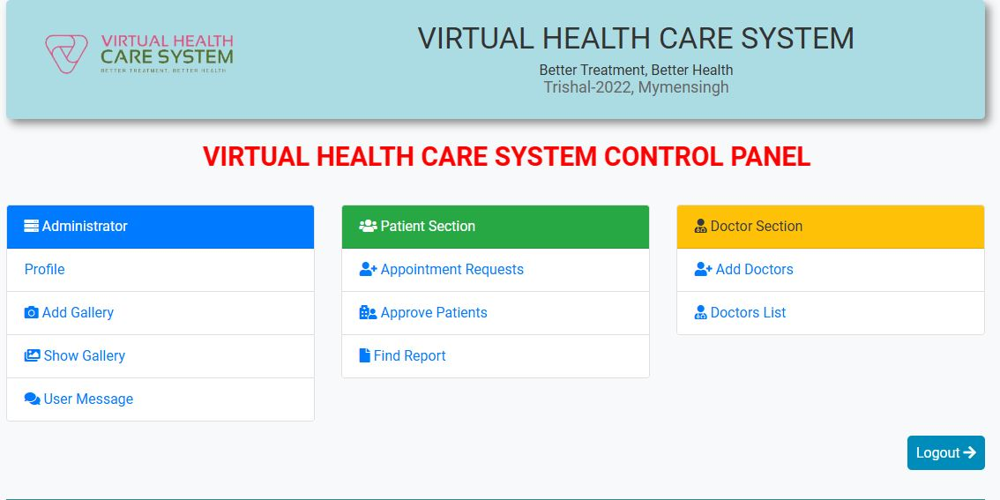 VIRTUAL HEALTH
CARE SYSTEM
BETTER TREATMENT, BETTER HEALTH
VIRTUAL HEALTH CARE SYSTEM
Better Treatment, Better Health
Trishal-2022, Mymensingh
VIRTUAL HEALTH CARE SYSTEM CONTROL PANEL
Administrator
Profile
Add Gallery
Show Gallery
User Message
Patient Section
Appointment Requests
Approve Patients
Find Report
Doctor Section
Add Doctors
Doctors List
Logout